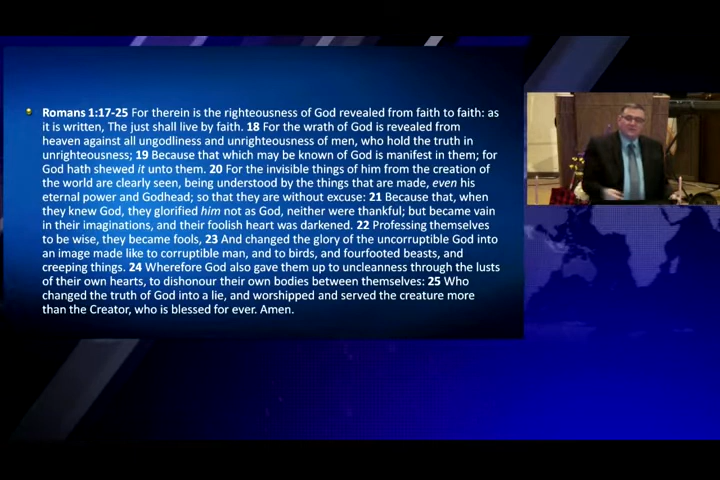 Romans 1:17-25 For therein is the righteousness of God revealed from faith to faith: as
it is written, The just shall live by faith. 18 For the wrath of God is revealed from
heaven against all ungodliness and unrighteousness of men, who hold the truth in
unrighteousness; 19 Because that which may be known of God is manifest in them; for
God hath shewed it unto them. 20 For the invisible things of him from the creation of
the world are clearly seen, being understood by the things that are made, even his
eternal power and Godhead; so that they are without excuse: 21 Because that, when
they knew God, they glorified him not as God, neither were thankful; but became vain
in their imaginations, and their foolish heart was darkened. 22 Professing themselves
to be wise, they became fools, 23 And changed the glory of the uncorruptible God into
an image made like to corruptible man, and to birds, and fourfooted beasts, and
creeping things. 24 Wherefore God also gave them up to uncleanness through the lusts
of their own hearts, to dishonour their own bodies between themselves: 25 Who
changed the truth of God into a lie, and worshipped and served the creature more
than the Creator, who is blessed for ever. Amen.